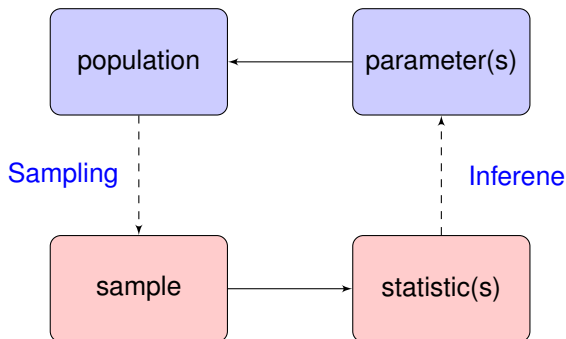 population
parameter(s)
Sampling
Inferene
sample
statistic(s)